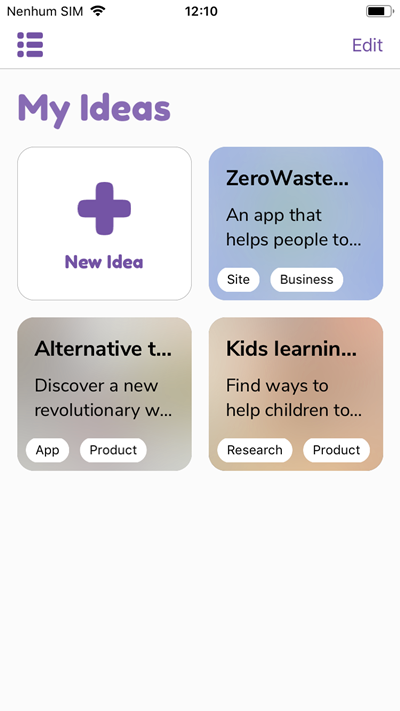 Nenhum SIM 12:10
Edit
My Ideas
New Idea
ZeroWaste...
An app that
helps people to...
Site Business
Alternative t...
Discover a new
revolutionary w...
App Product
Kids learnin...
Find ways to
help children to...
Research Product